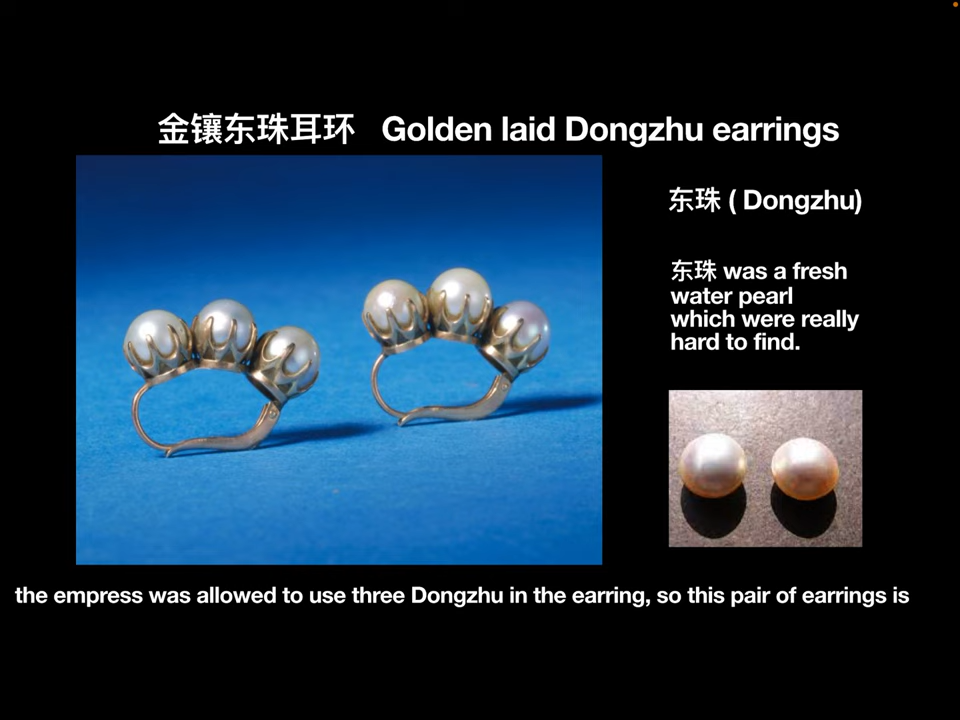 金镶东珠耳环 Golden laid Dongzhu earrings
东珠 ( Dongzhu)
东珠 was a fresh
water pearl
which were really
hard to find.
the empress was allowed to use three Dongzhu in the earring, so this pair of earrings is